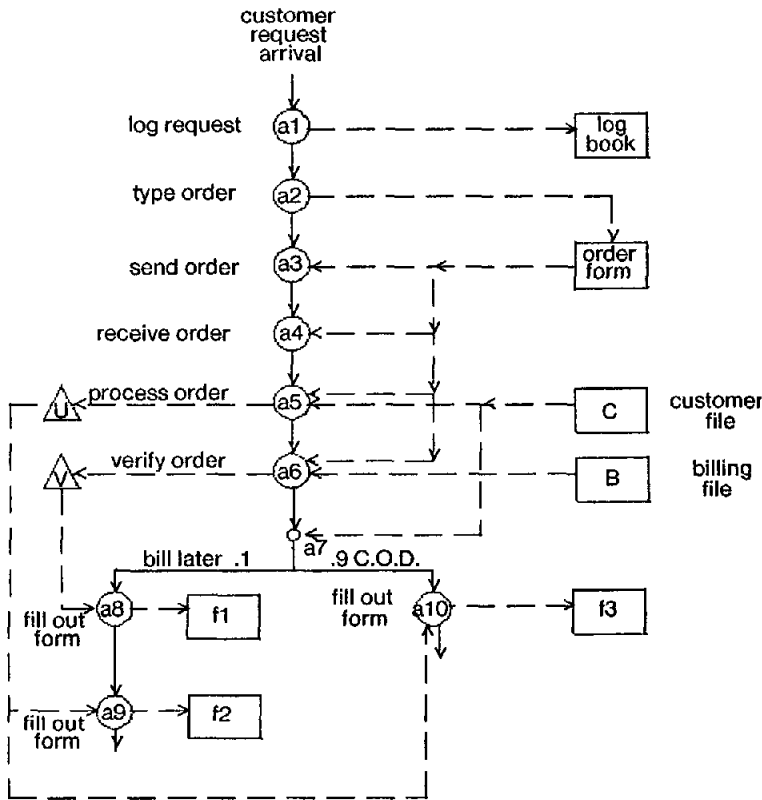 customer
request
arrival
log request
a1
log
book
type order
a2
send order
a3
order
form
receive order
a4
process order
U
a5
C
customer
file
verify order
V
a6
B
billing
file
a7
bill later .1
.9 C.O.D.
fill out
form
a8
f1
fill out
form
a10
f3
fill out
form
a9
f2